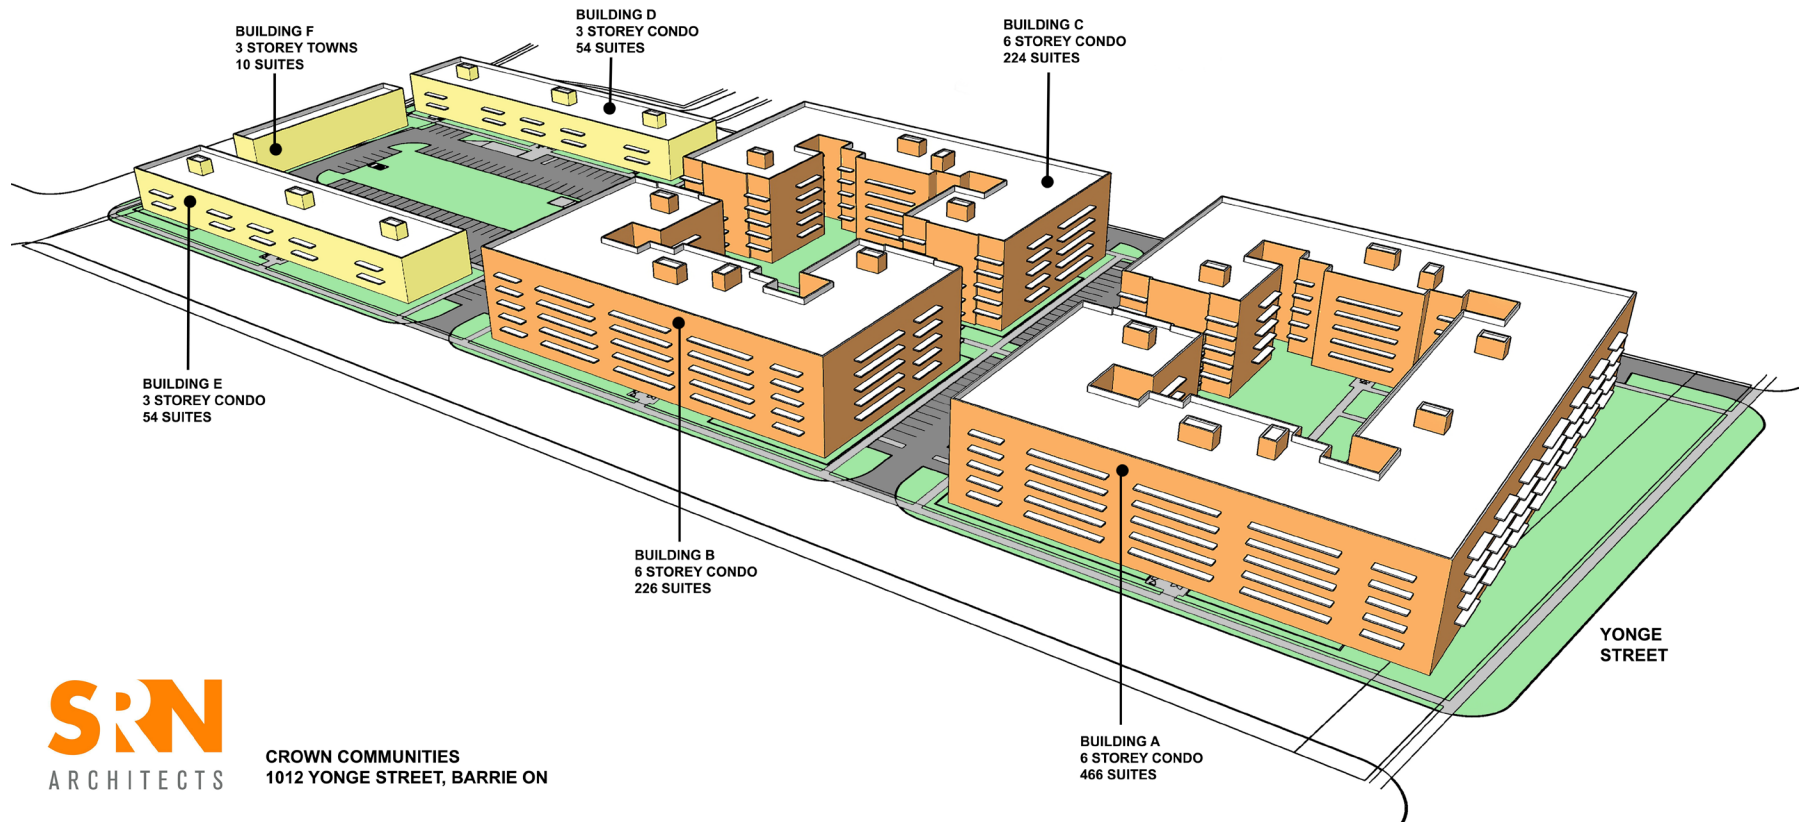 BUILDING D
3 STOREY CONDO
54 SUITES
BUILDING F
3 STOREY TOWNS
10 SUITES
BUILDING C
6 STOREY CONDO
224 SUITES
BUILDING E
3 STOREY CONDO
54 SUITES
BUILDING B
6 STOREY CONDO
226 SUITES
YONGE
STREET
BUILDING A
6 STOREY CONDO
466 SUITES
SRN
ARCHITECTS
CROWN COMMUNITIES
1012 YONGE STREET, BARRIE ON